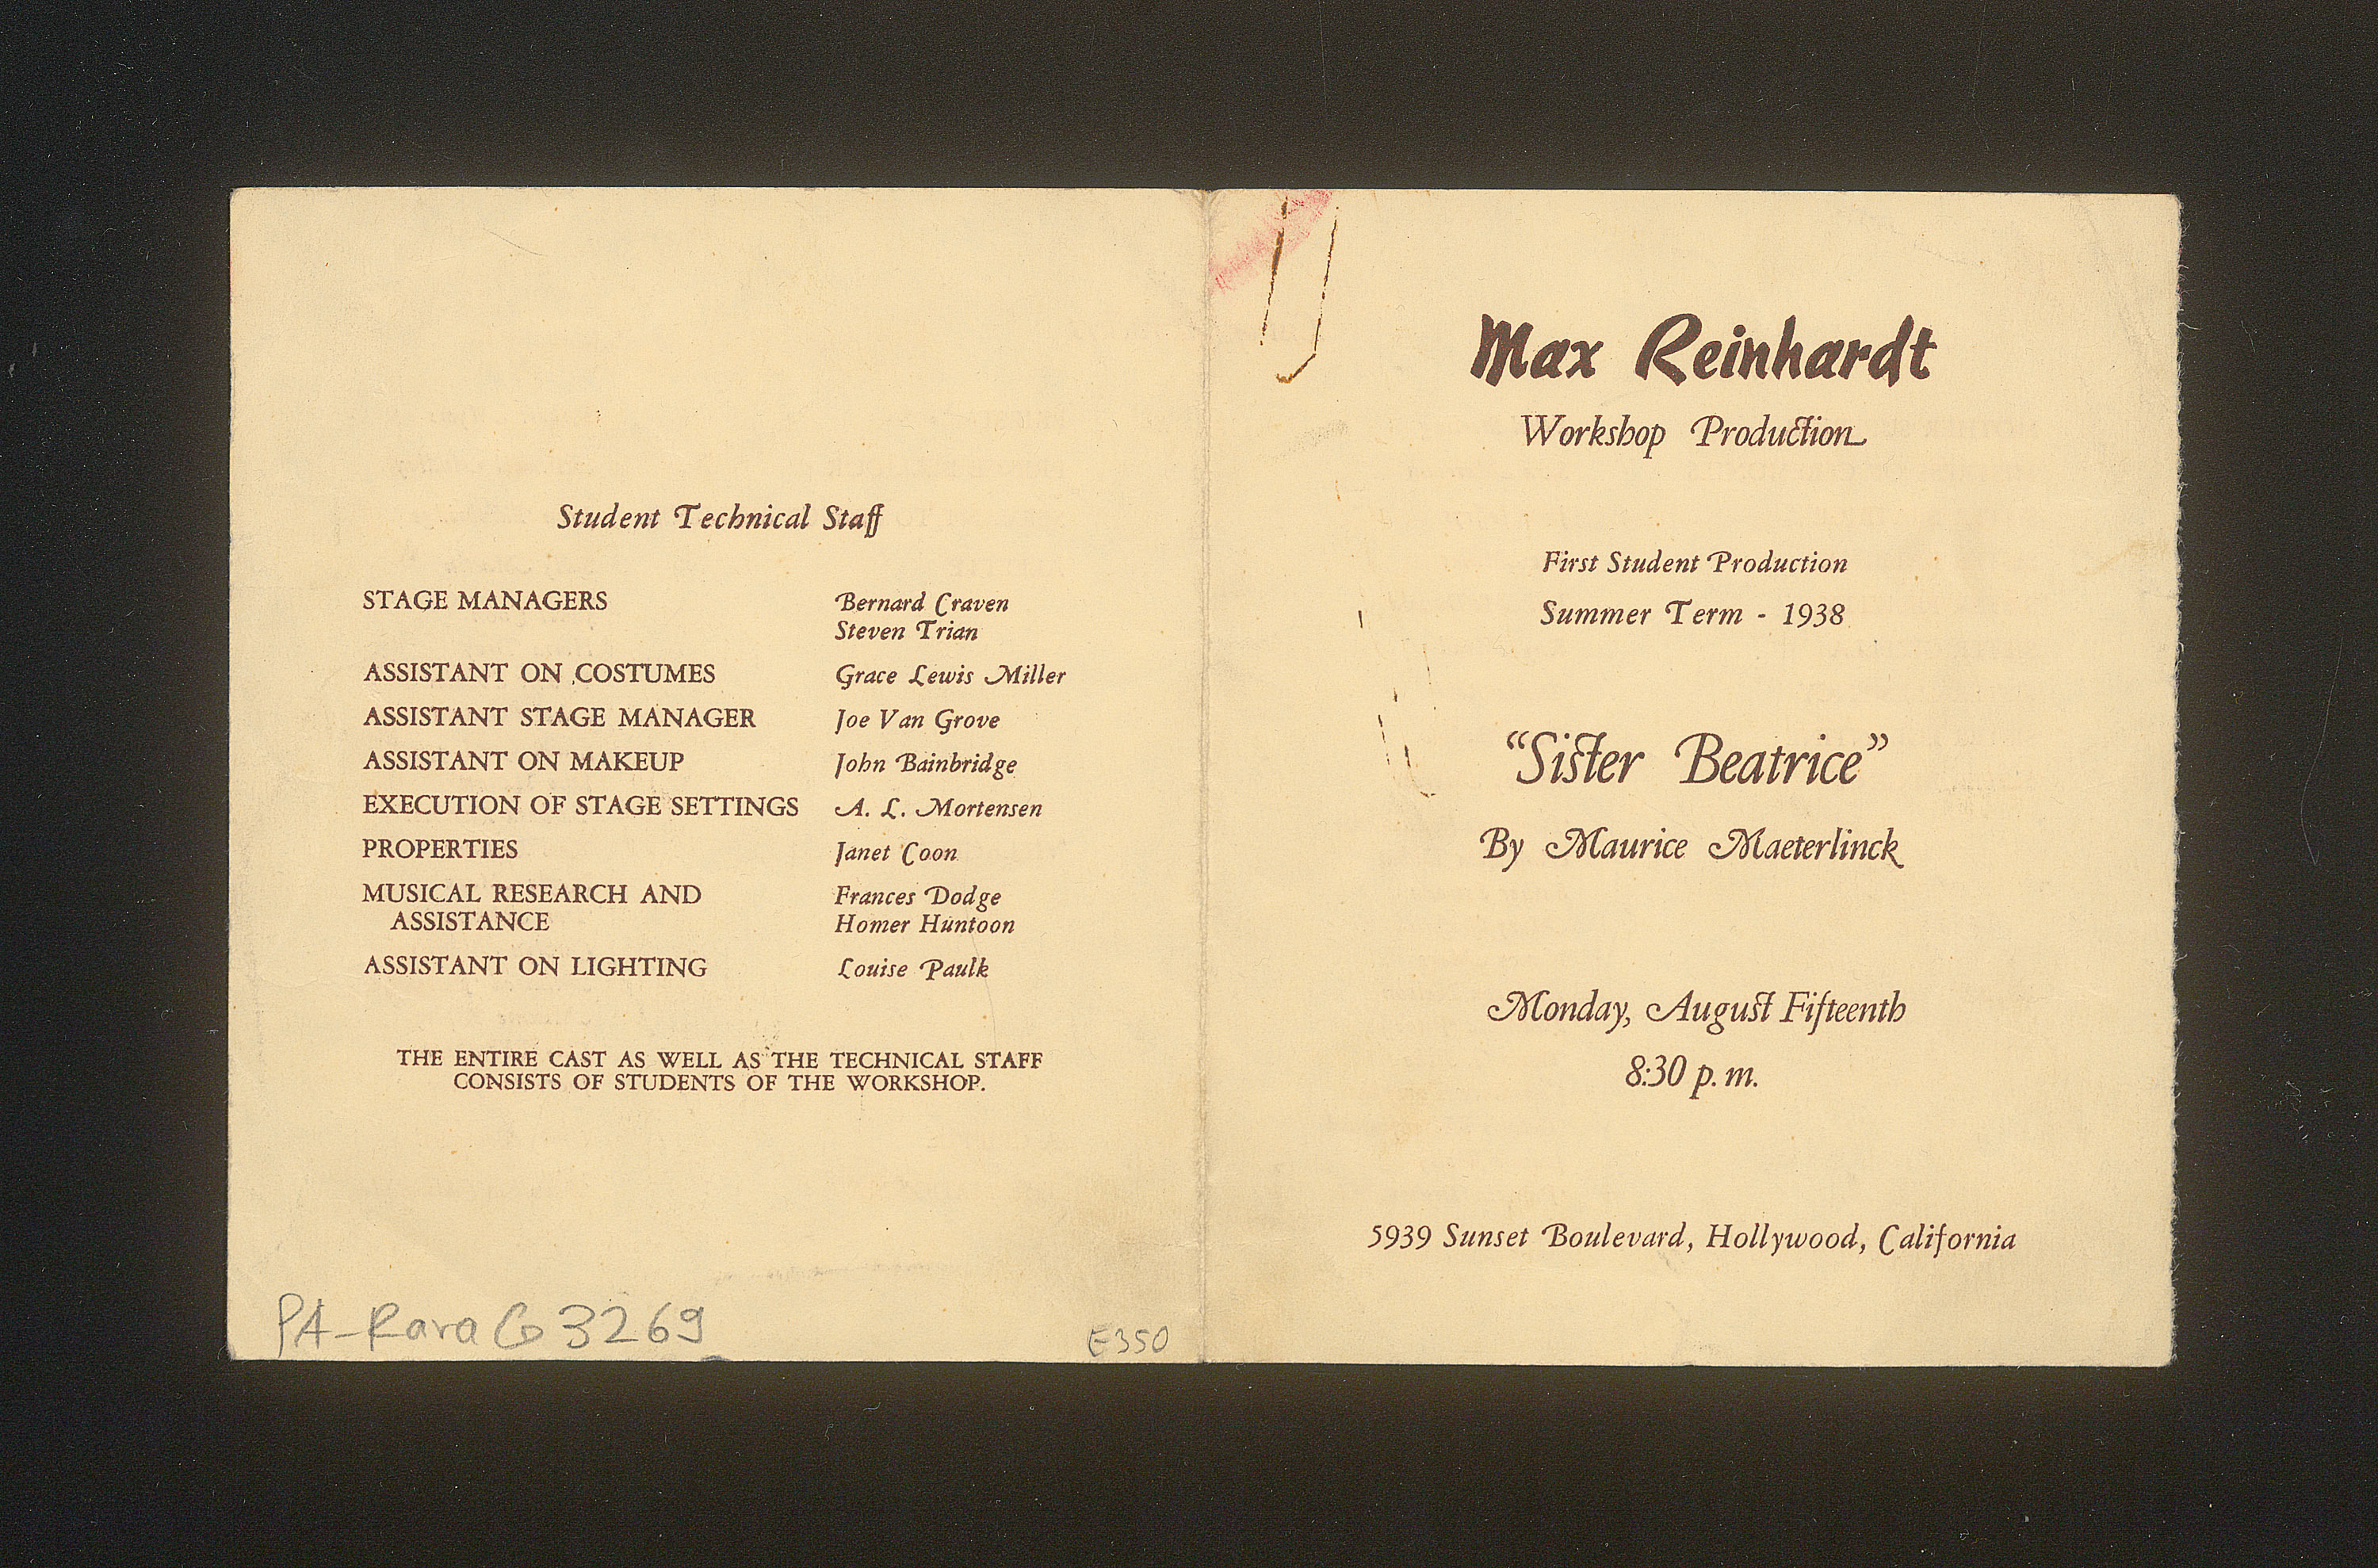 Student Technical Staff
STAGE MANAGERS Bernard Craven
Steven Trian
ASSISTANT ON COSTUMES Grace Lewis Miller
ASSISTANT STAGE MANAGER Joe Van Grove
ASSISTANT ON MAKEUP John Bainbridge
EXECUTION OF STAGE SETTINGS A. L. Mortensen
PROPERTIES Janet Coon
MUSICAL RESEARCH AND Frances Dodge
ASSISTANCE Homer Huntoon
ASSISTANT ON LIGHTING Louise Paulk
THE ENTIRE CAST AS WELL AS THE TECHNICAL STAFF
CONSISTS OF STUDENTS OF THE WORKSHOP.
PA-Rara G 3269
E350
Max Reinhardt
Workshop Production
First Student Production
Summer Term - 1938
“Sister Beatrice”
By Maurice Maeterlinck
Monday, August Fifteenth
8:30 p. m.
5939 Sunset Boulevard, Hollywood, California